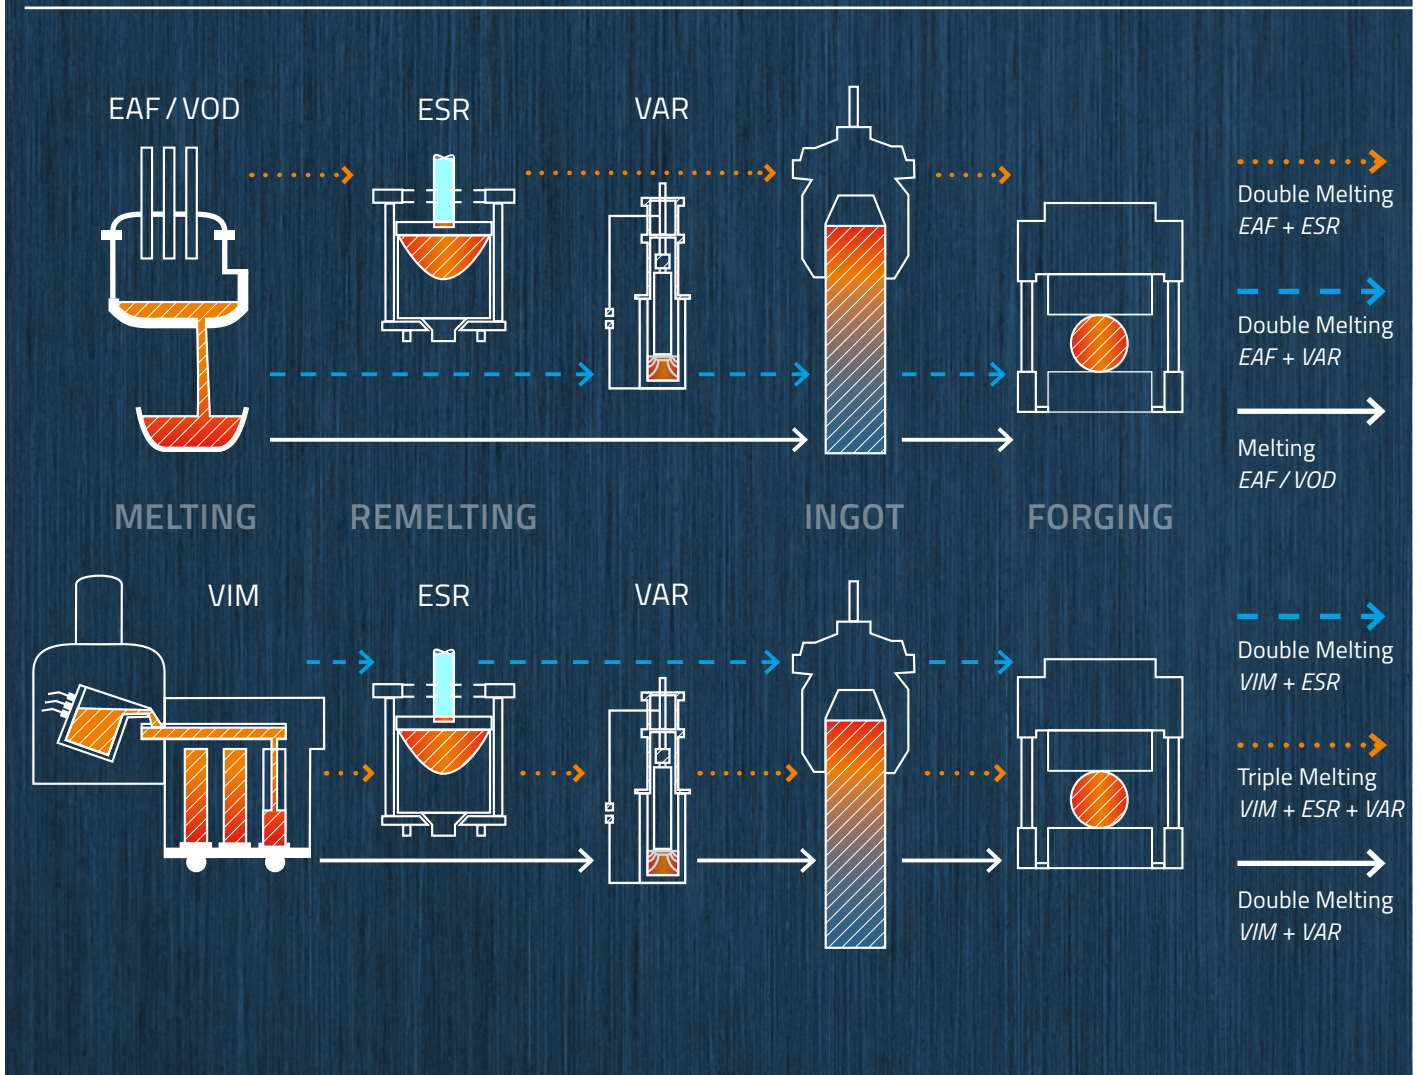 EAF / VOD
ESR
VAR
Double Melting
EAF + ESR
Double Melting
EAF + VAR
Melting
EAF / VOD
MELTING
REMELTING
INGOT
FORGING
VIM
ESR
VAR
Double Melting
VIM + ESR
Triple Melting
VIM + ESR + VAR
Double Melting
VIM + VAR